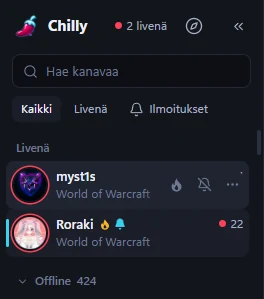 Chilly
2 livenä
Hae kanavaa
Kaikki
Livenä
Ilmoitukset
Livenä
myst1s
World of Warcraft
Roraki
22
World of Warcraft
Offline 424